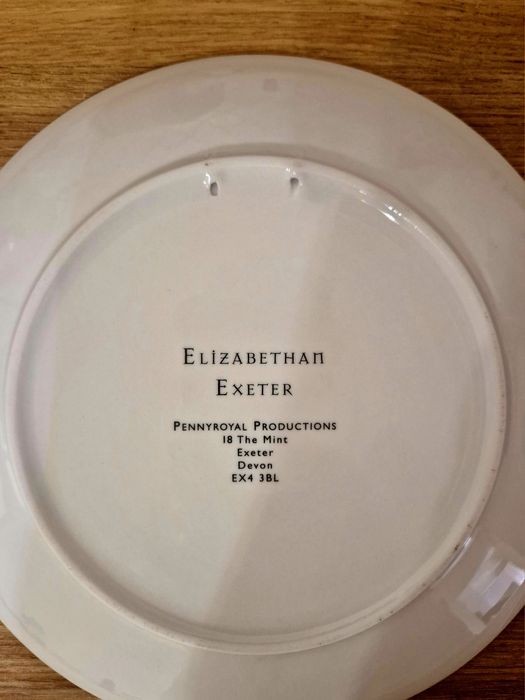 Elizabethan
Exeter
Pennyroyal Productions
18 The Mint
Exeter
Devon
EX4 3BL